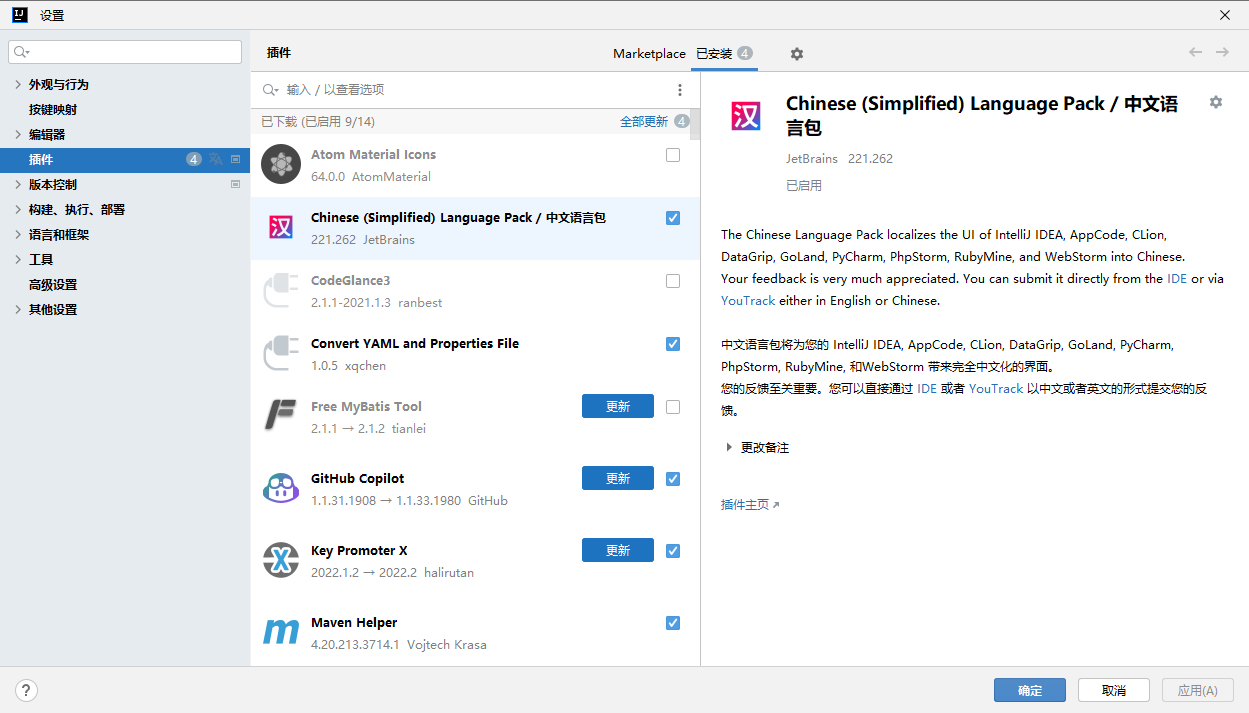 设置
外观与行为
按键映射
编辑器
插件 4
版本控制
构建、执行、部署
语言和框架
工具
高级设置
其他设置
插件
Marketplace 已安装 4
输入 / 以查看选项
已下载 (已启用 9/14) 全部更新 4
Atom Material Icons
64.0.0 AtomMaterial
汉
Chinese (Simplified) Language Pack / 中文语言包
221.262 JetBrains
CodeGlance3
2.1.1-2021.1.3 ranbest
Convert YAML and Properties File
1.0.5 xqchen
Free MyBatis Tool 更新
2.1.1 → 2.1.2 tianlei
GitHub Copilot 更新
1.1.31.1908 → 1.1.33.1980 GitHub
Key Promoter X 更新
2022.1.2 → 2022.2 halirutan
Maven Helper
4.20.213.3714.1 Vojtech Krasa
汉
Chinese (Simplified) Language Pack / 中文语
言包
JetBrains 221.262
已启用
The Chinese Language Pack localizes the UI of IntelliJ IDEA, AppCode, CLion,
DataGrip, GoLand, PyCharm, PhpStorm, RubyMine, and WebStorm into Chinese.
Your feedback is very much appreciated. You can submit it directly from the IDE or via
YouTrack either in English or Chinese.
中文语言包将为您的 IntelliJ IDEA, AppCode, CLion, DataGrip, GoLand, PyCharm,
PhpStorm, RubyMine, 和WebStorm 带来完全中文化的界面。
您的反馈至关重要。您可以直接通过 IDE 或者 YouTrack 以中文或者英文的形式提交您的反
馈。
更改备注
插件主页
?
确定 取消 应用(A)